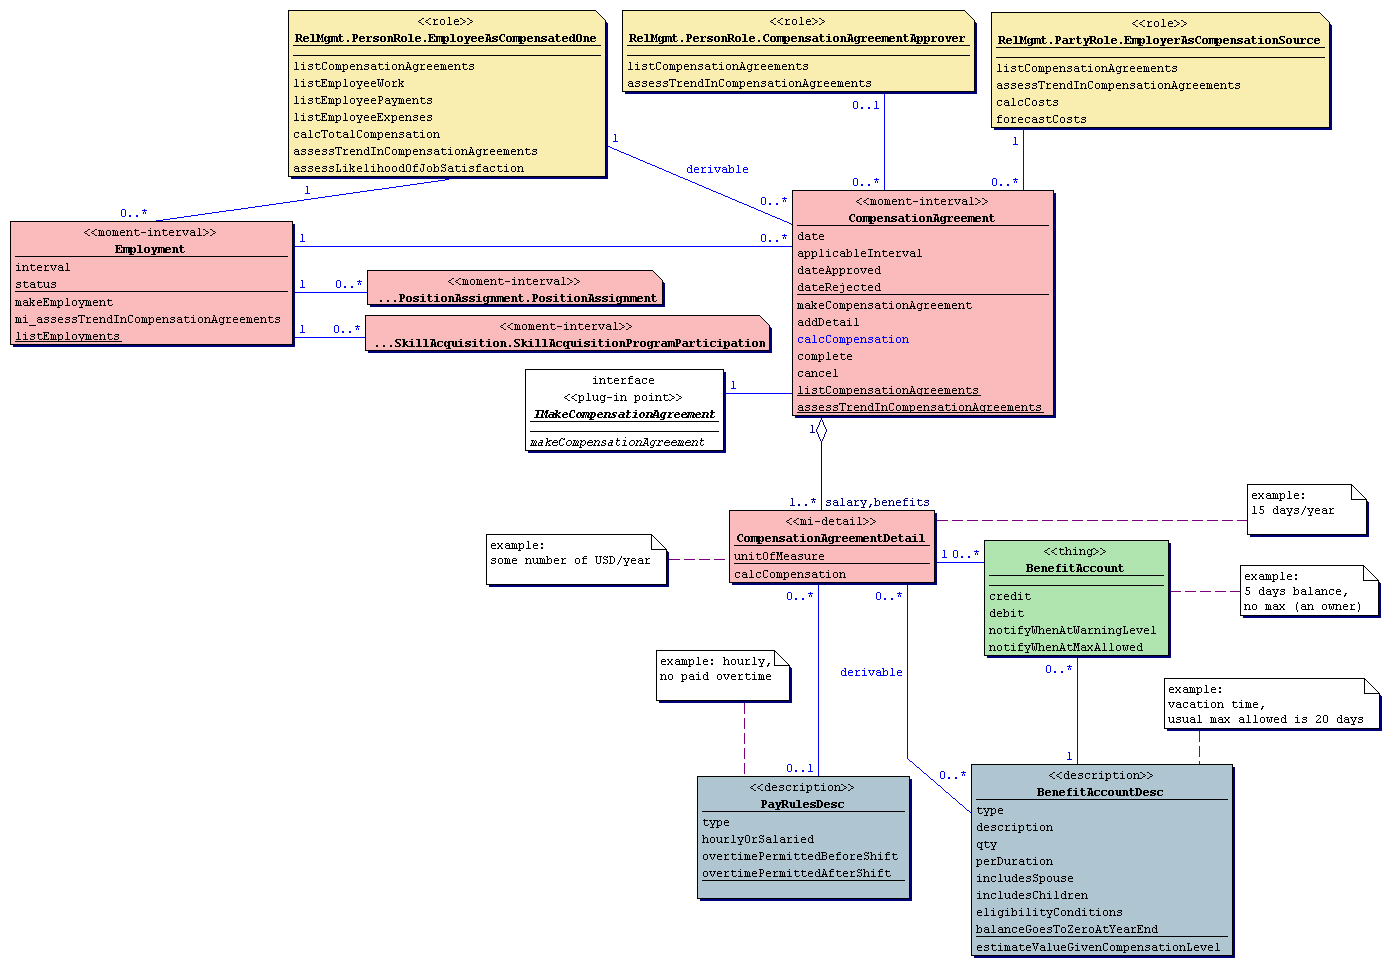 <<role>>
RelMgmt.PersonRole.EmployeeAsCompensatedOne
listCompensationAgreements
listEmployeeWork
listEmployeePayments
listEmployeeExpenses
calcTotalCompensation
assessTrendInCompensationAgreements
assessLikelihoodOfJobSatisfaction
<<role>>
RelMgmt.PersonRole.CompensationAgreementApprover
listCompensationAgreements
assessTrendInCompensationAgreements
<<role>>
RelMgmt.PartyRole.EmployerAsCompensationSource
listCompensationAgreements
assessTrendInCompensationAgreements
calcCosts
forecastCosts
0..1
1
1
derivable
0..*
0..*
0..*
1
0..*
<<moment-interval>>
Employment
interval
status
makeEmployment
mi_assessTrendInCompensationAgreements
listEmployments
1
0..*
1
0..*
<<moment-interval>>
...PositionAssignment.PositionAssignment
1
0..*
<<moment-interval>>
...SkillAcquisition.SkillAcquisitionProgramParticipation
<<moment-interval>>
CompensationAgreement
date
applicableInterval
dateApproved
dateRejected
makeCompensationAgreement
addDetail
calcCompensation
complete
cancel
listCompensationAgreements
assessTrendInCompensationAgreements
interface
<<plug-in point>>
IMakeCompensationAgreement
makeCompensationAgreement
1
1
1..*
salary,benefits
<<mi-detail>>
CompensationAgreementDetail
unitOfMeasure
calcCompensation
example:
15 days/year
example:
some number of USD/year
1
0..*
<<thing>>
BenefitAccount
credit
debit
notifyWhenAtWarningLevel
notifyWhenAtMaxAllowed
example:
5 days balance,
no max (an owner)
0..*
0..*
example: hourly,
no paid overtime
derivable
0..*
example:
vacation time,
usual max allowed is 20 days
0..1
0..*
1
<<description>>
PayRulesDesc
type
hourlyOrSalaried
overtimePermittedBeforeShift
overtimePermittedAfterShift
<<description>>
BenefitAccountDesc
type
description
qty
perDuration
includesSpouse
includesChildren
eligibilityConditions
balanceGoesToZeroAtYearEnd
estimateValueGivenCompensationLevel